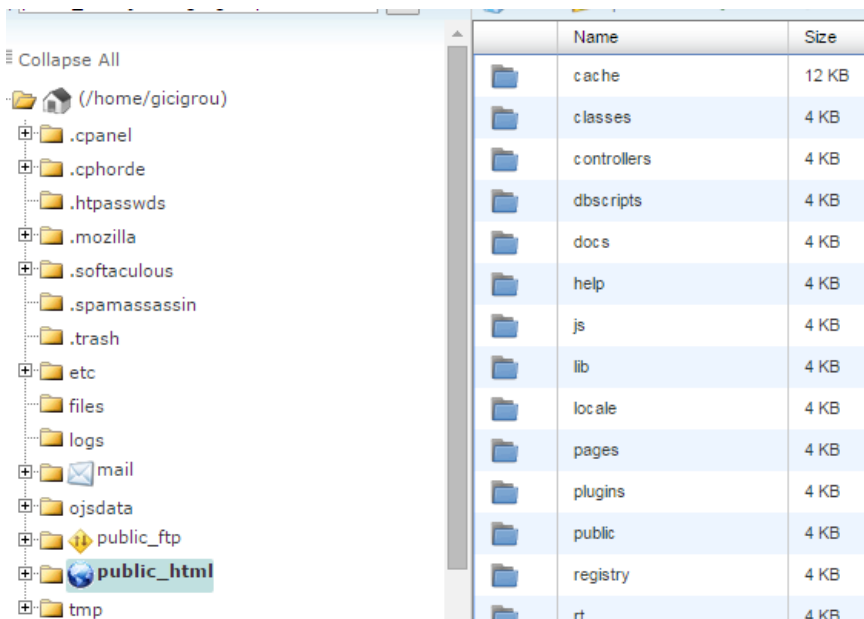 Collapse All
(/home/gicigrou)
.cpanel
.cphorde
.htpasswds
.mozilla
.softaculous
.spamassassin
.trash
etc
files
logs
mail
ojsdata
public_ftp
public_html
tmp
Name Size
cache 12 KB
classes 4 KB
controllers 4 KB
dbscripts 4 KB
docs 4 KB
help 4 KB
js 4 KB
lib 4 KB
locale 4 KB
pages 4 KB
plugins 4 KB
public 4 KB
registry 4 KB
rt 4 KB